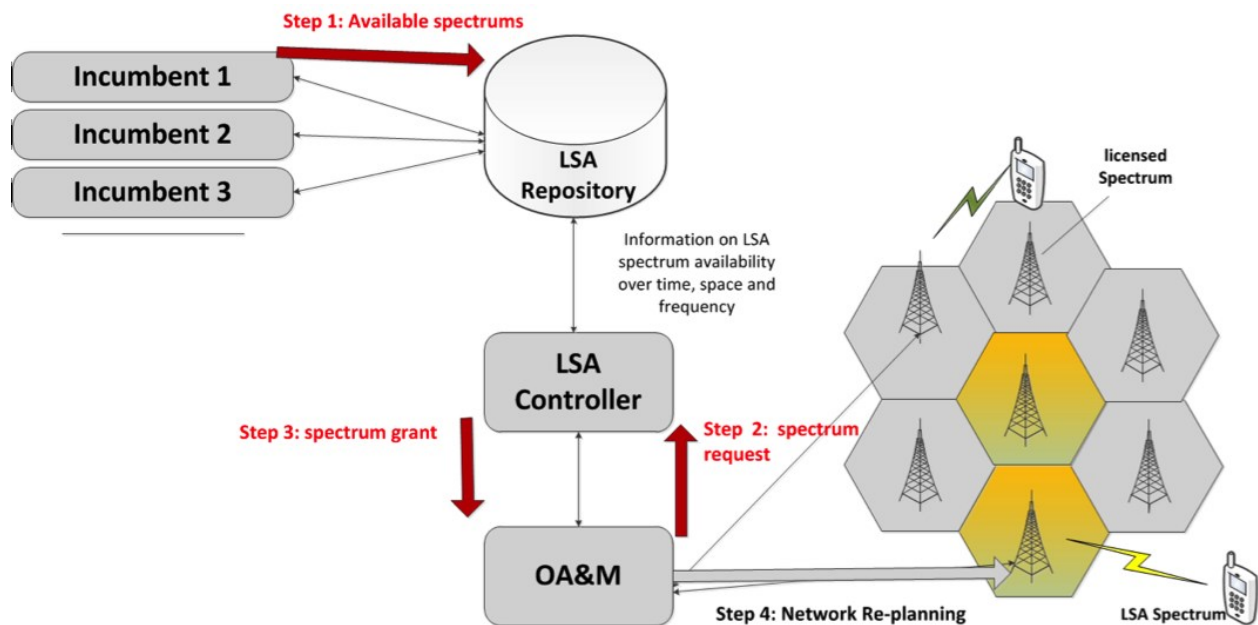 Step 1: Available spectrums
Incumbent 1
Incumbent 2
Incumbent 3
LSA
Repository
licensed
Spectrum
Information on LSA
spectrum availability
over time, space and
frequency
LSA
Controller
Step 3: spectrum grant
Step 2: spectrum
request
OA&M
Step 4: Network Re-planning
LSA Spectrum